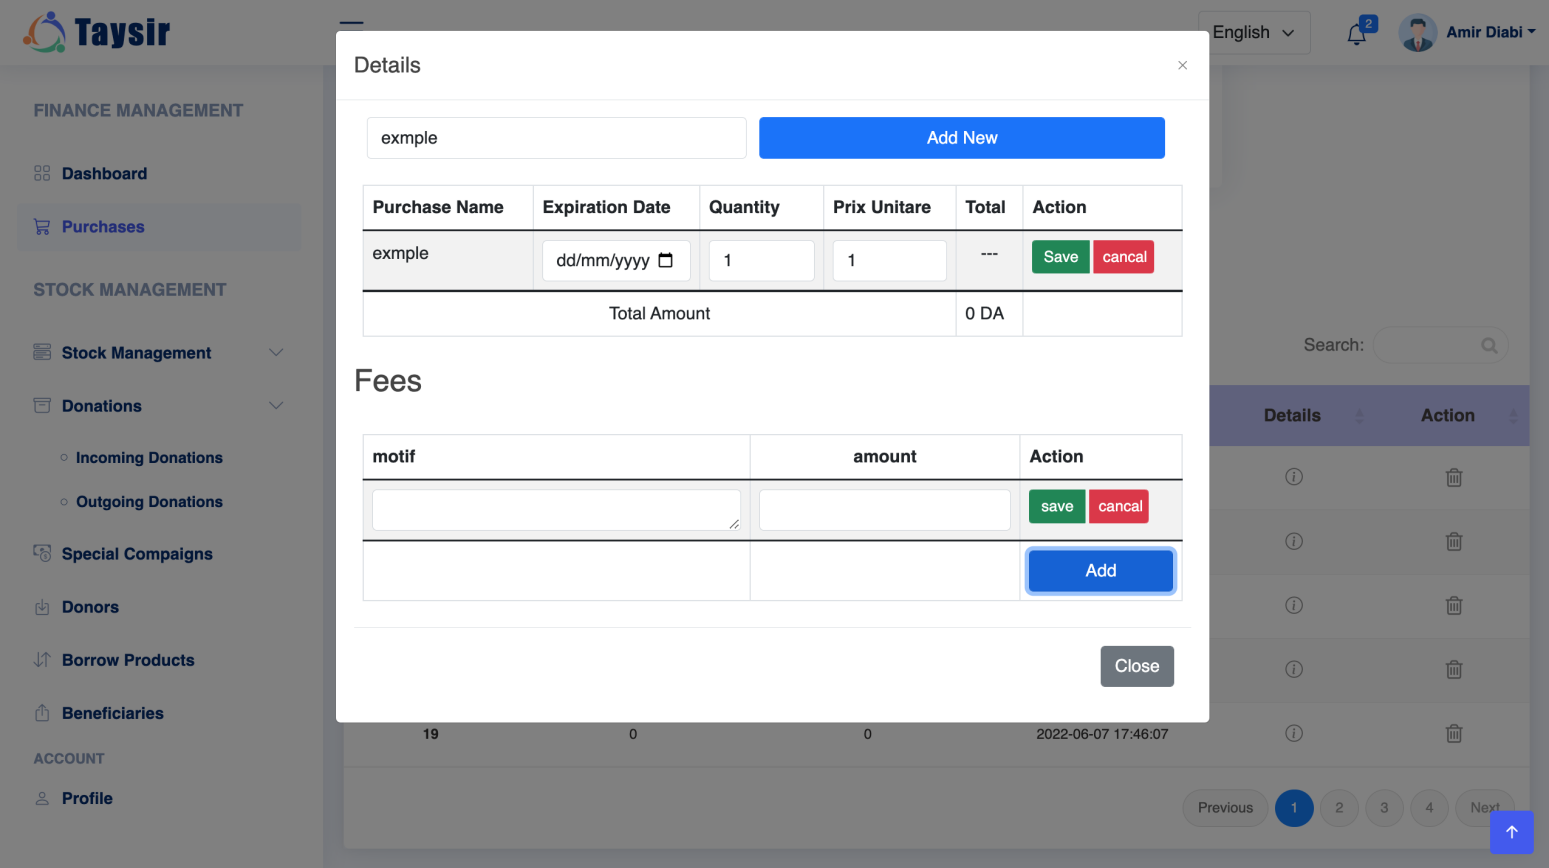 Taysir
English
2
Amir Diabi
FINANCE MANAGEMENT
Dashboard
Purchases
STOCK MANAGEMENT
Stock Management
Donations
Incoming Donations
Outgoing Donations
Special Compaigns
Donors
Borrow Products
Beneficiaries
ACCOUNT
Profile
Details
×
exmple
Add New
Purchase Name Expiration Date Quantity Prix Unitare Total Action
exmple dd/mm/yyyy 1 1 --- Save cancal
Total Amount 0 DA
Fees
motif amount Action
save cancal
Add
Close
Search:
Details Action
19 0 0 2022-06-07 17:46:07
Previous 1 2 3 4 Next